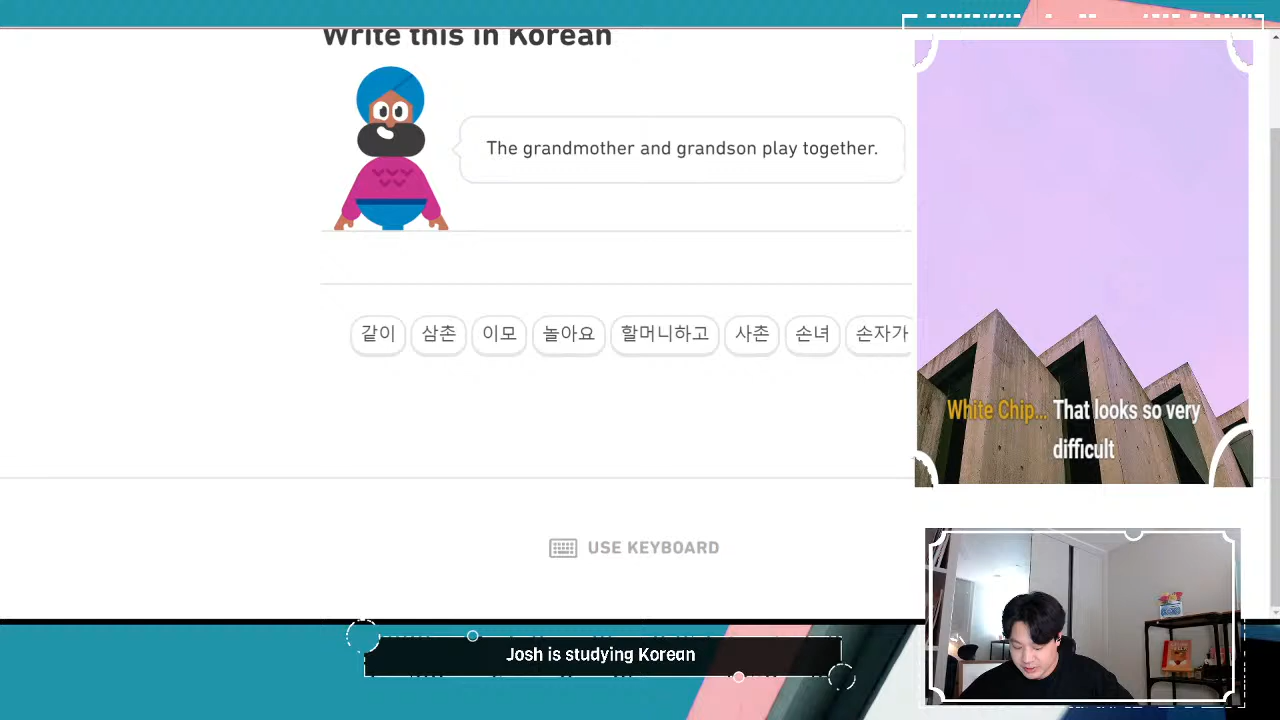 Write this in Korean
The grandmother and grandson play together.
같이 삼촌 이모 놀아요 할머니하고 사촌 손녀 손자가
White Chip... That looks so very
difficult
USE KEYBOARD
Josh is studying Korean